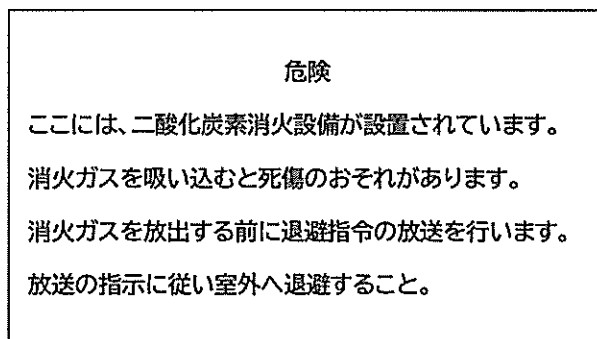 危険
ここには、二酸化炭素消火設備が設置されています。
消火ガスを吸い込むと死傷のおそれがあります。
消火ガスを放出する前に退避指令の放送を行います。
放送の指示に従い室外へ退避すること。